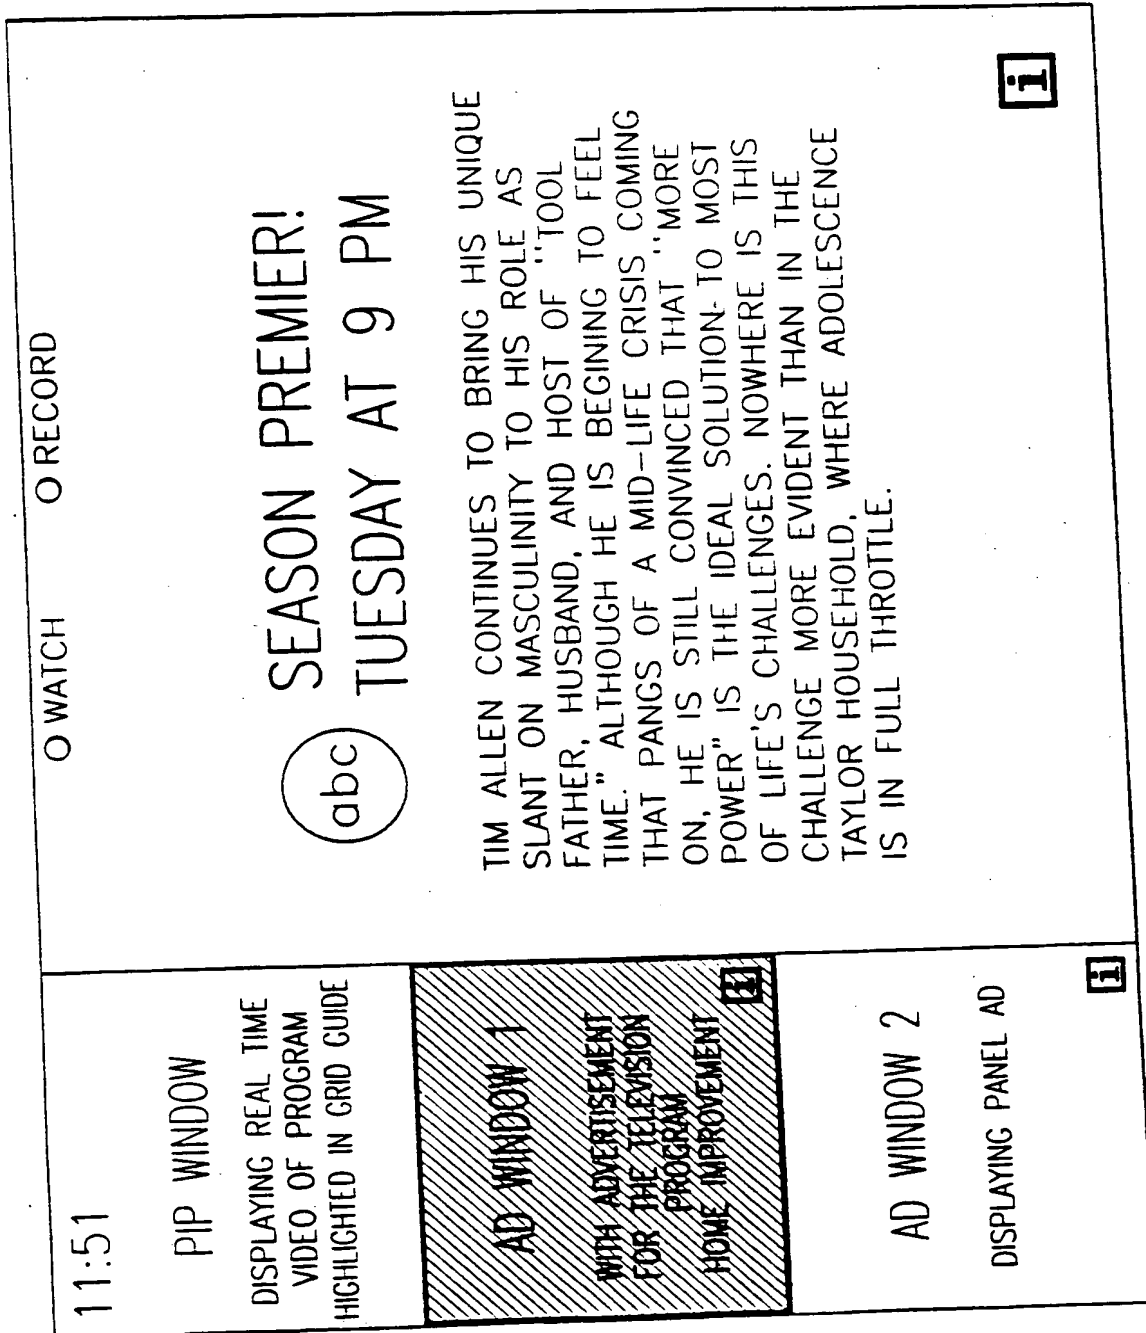 11:51
O WATCH
O RECORD
PIP WINDOW
DISPLAYING REAL TIME
VIDEO OF PROGRAM
HIGHLIGHTED IN GRID GUIDE
AD WINDOW 1
WITH ADVERTISEMENT
FOR THE TELEVISION
PROGRAM
HOME IMPROVEMENT
i
AD WINDOW 2
DISPLAYING PANEL AD
i
abc
SEASON PREMIER!
TUESDAY AT 9 PM
TIM ALLEN CONTINUES TO BRING HIS UNIQUE
SLANT ON MASCULINITY TO HIS ROLE AS
FATHER, HUSBAND, AND HOST OF "TOOL
TIME." ALTHOUGH HE IS BEGINING TO FEEL
THAT PANGS OF A MID-LIFE CRISIS COMING
ON, HE IS STILL CONVINCED THAT "MORE
POWER" IS THE IDEAL SOLUTION TO MOST
OF LIFE'S CHALLENGES. NOWHERE IS THIS
CHALLENGE MORE EVIDENT THAN IN THE
TAYLOR HOUSEHOLD, WHERE ADOLESCENCE
IS IN FULL THROTTLE.
i